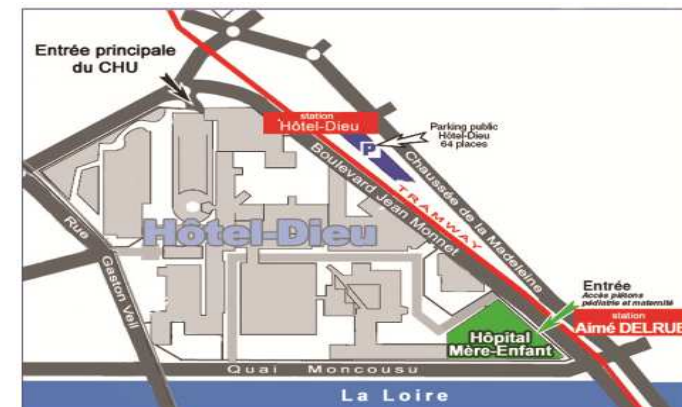 Entrée principale
du CHU
station
Hôtel-Dieu
Parking public
Hôtel-Dieu
64 places
P
Boulevard Jean Monnet
TRAMWAY
Chaussée de la Madeleine
Hôtel-Dieu
Rue Gaston Veil
Entrée
Accès piétons
pédiatrie et maternité
station
Aimé DELRUE
Hôpital
Mère-Enfant
Quai Moncousu
La Loire